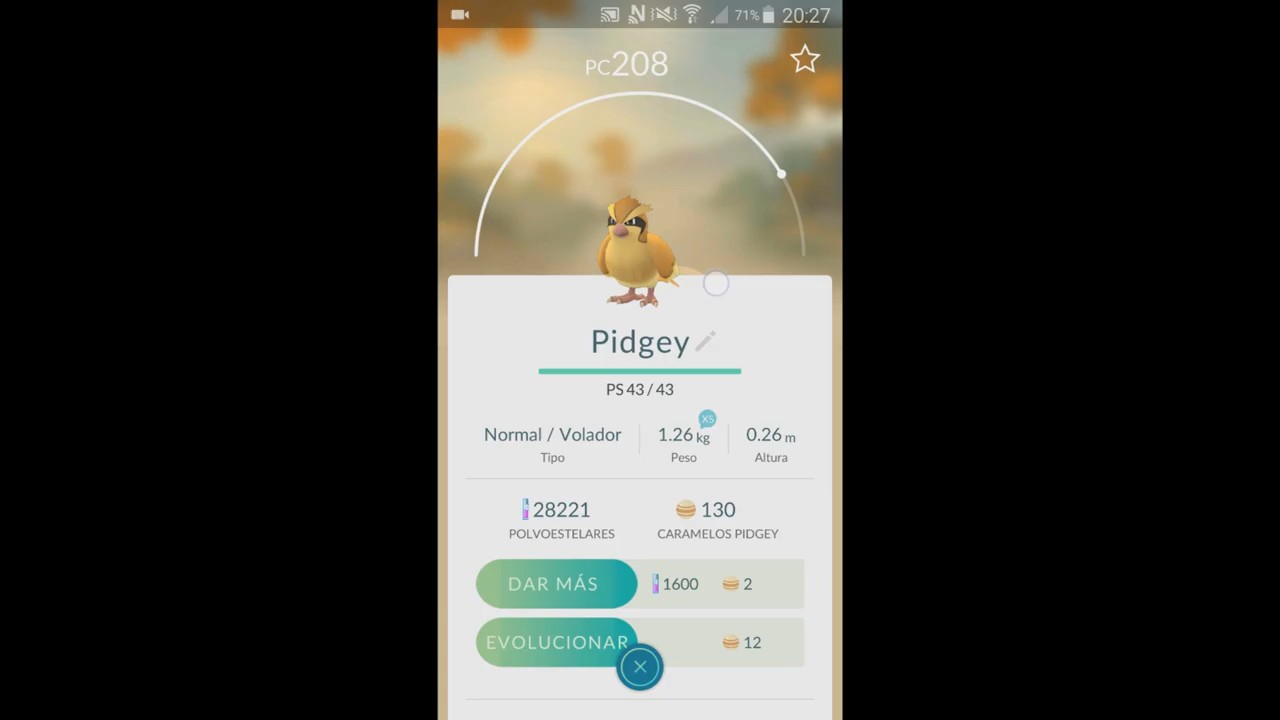 71% 20:27
PC208
Pidgey
PS 43 / 43
XS
Normal / Volador 1.26 kg 0.26 m
Tipo Peso Altura
28221 130
POLVOESTELARES CARAMELOS PIDGEY
DAR MÁS 1600 2
EVOLUCIONAR 12